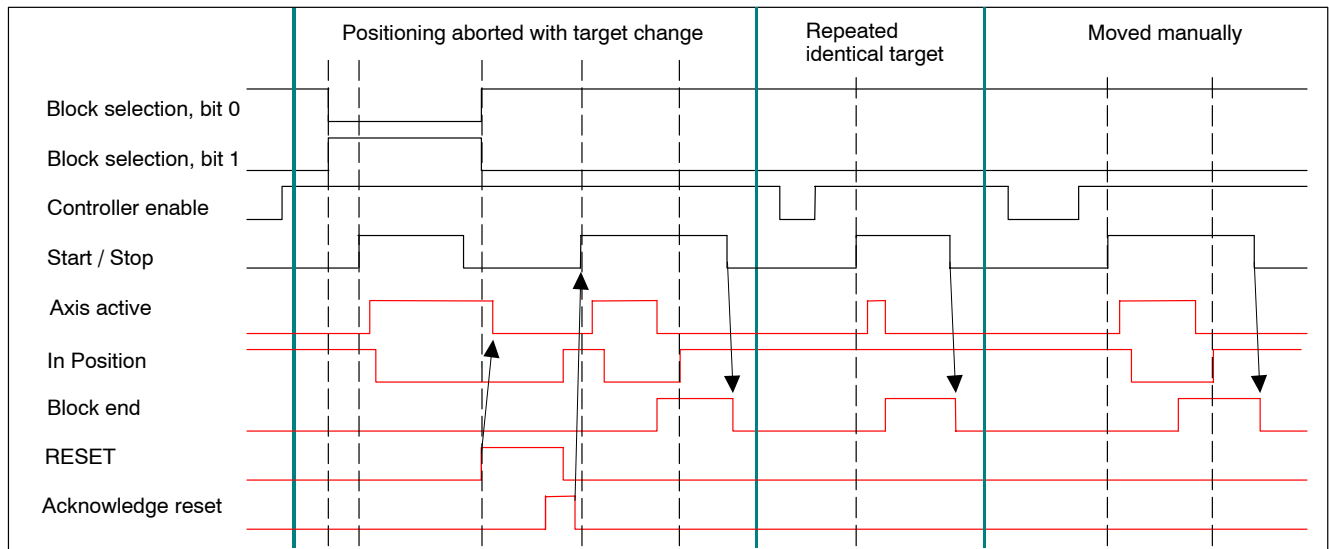 Positioning aborted with target change
Repeated
identical target
Moved manually
Block selection, bit 0
Block selection, bit 1
Controller enable
Start / Stop
Axis active
In Position
Block end
RESET
Acknowledge reset